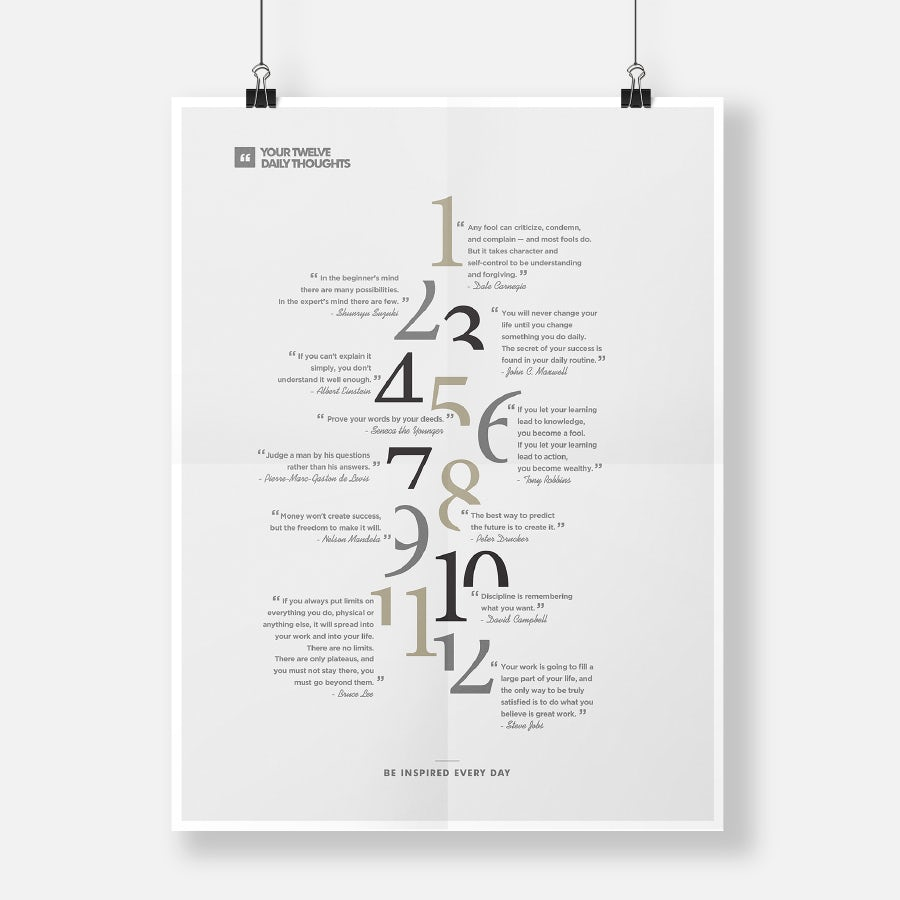 “ YOUR TWELVE
DAILY THOUGHTS
1
“ Any fool can criticize, condemn,
and complain — and most fools do.
But it takes character and
self-control to be understanding
and forgiving. ”
- Dale Carnegie
2
“ In the beginner's mind
there are many possibilities.
In the expert's mind there are few. ”
- Shunryu Suzuki
3
“ You will never change your
life until you change
something you do daily.
The secret of your success is
found in your daily routine. ”
- John C. Maxwell
4
“ If you can't explain it
simply, you don't
understand it well enough. ”
- Albert Einstein
5
“ Prove your words by your deeds. ”
- Seneca the Younger
6
“ If you let your learning
lead to knowledge,
you become a fool.
If you let your learning
lead to action,
you become wealthy. ”
- Tony Robbins
7
“ Judge a man by his questions
rather than his answers. ”
- Pierre-Marc-Gaston de Levis
8
“ The best way to predict
the future is to create it. ”
- Peter Drucker
9
“ Money won't create success,
but the freedom to make it will.
- Nelson Mandela ”
10
“ Discipline is remembering
what you want. ”
- David Campbell
11
“ If you always put limits on
everything you do, physical or
anything else, it will spread into
your work and into your life.
There are no limits.
There are only plateaus, and
you must not stay there, you
must go beyond them. ”
- Bruce Lee
12
“ Your work is going to fill a
large part of your life, and
the only way to be truly
satisfied is to do what you
believe is great work. ”
- Steve Jobs
BE INSPIRED EVERY DAY